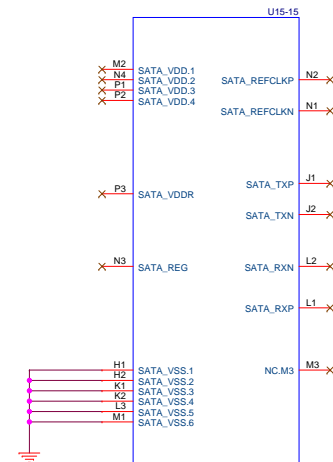 U15-15
M2 SATA_VDD.1
N4 SATA_VDD.2
P1 SATA_VDD.3
P2 SATA_VDD.4
SATA_REFCLKP N2
SATA_REFCLKN N1
SATA_TXP J1
P3 SATA_VDDR
SATA_TXN J2
N3 SATA_REG
SATA_RXN L2
SATA_RXP L1
H1 SATA_VSS.1
NC.M3 M3
H2 SATA_VSS.2
K1 SATA_VSS.3
K2 SATA_VSS.4
L3 SATA_VSS.5
M1 SATA_VSS.6